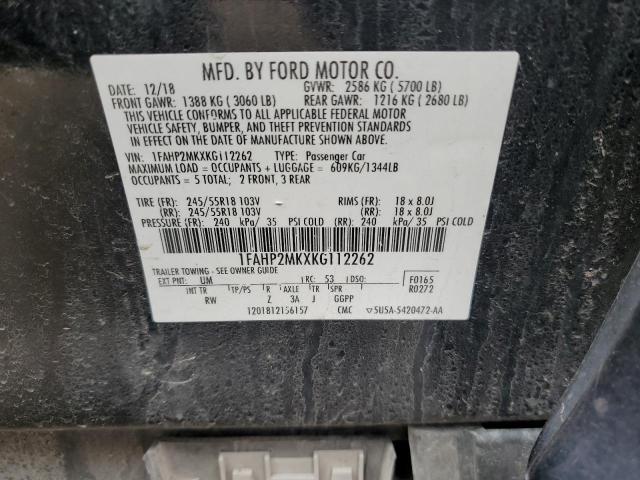 MFD. BY FORD MOTOR CO.
DATE: 12/18 GVWR: 2586 KG ( 5700 LB)
FRONT GAWR: 1388 KG ( 3060 LB) REAR GAWR: 1216 KG ( 2680 LB)
THIS VEHICLE CONFORMS TO ALL APPLICABLE FEDERAL MOTOR
VEHICLE SAFETY, BUMPER, AND THEFT PREVENTION STANDARDS
IN EFFECT ON THE DATE OF MANUFACTURE SHOWN ABOVE.
VIN: 1FAHP2MKXKG112262 TYPE: Passenger Car
MAXIMUM LOAD = OCCUPANTS + LUGGAGE = 609KG/1344LB
OCCUPANTS = 5 TOTAL; 2 FRONT, 3 REAR
TIRE (FR): 245/55R18 103V RIMS (FR): 18 x 8.0J
(RR): 245/55R18 103V (RR): 18 x 8.0J
PRESSURE (FR): 240 kPa/ 35 PSI COLD (RR): 240 kPa/ 35 PSI COLD
1FAHP2MKXKG112262
TRAILER TOWING - SEE OWNER GUIDE
EXT PNT: UM RC: 53 DSO: F0165
INT TR TP/PS R AXLE TR SPR R0272
RW Z 3A J GGPP
1201812156157 CMC ▽5U5A-5420472-AA